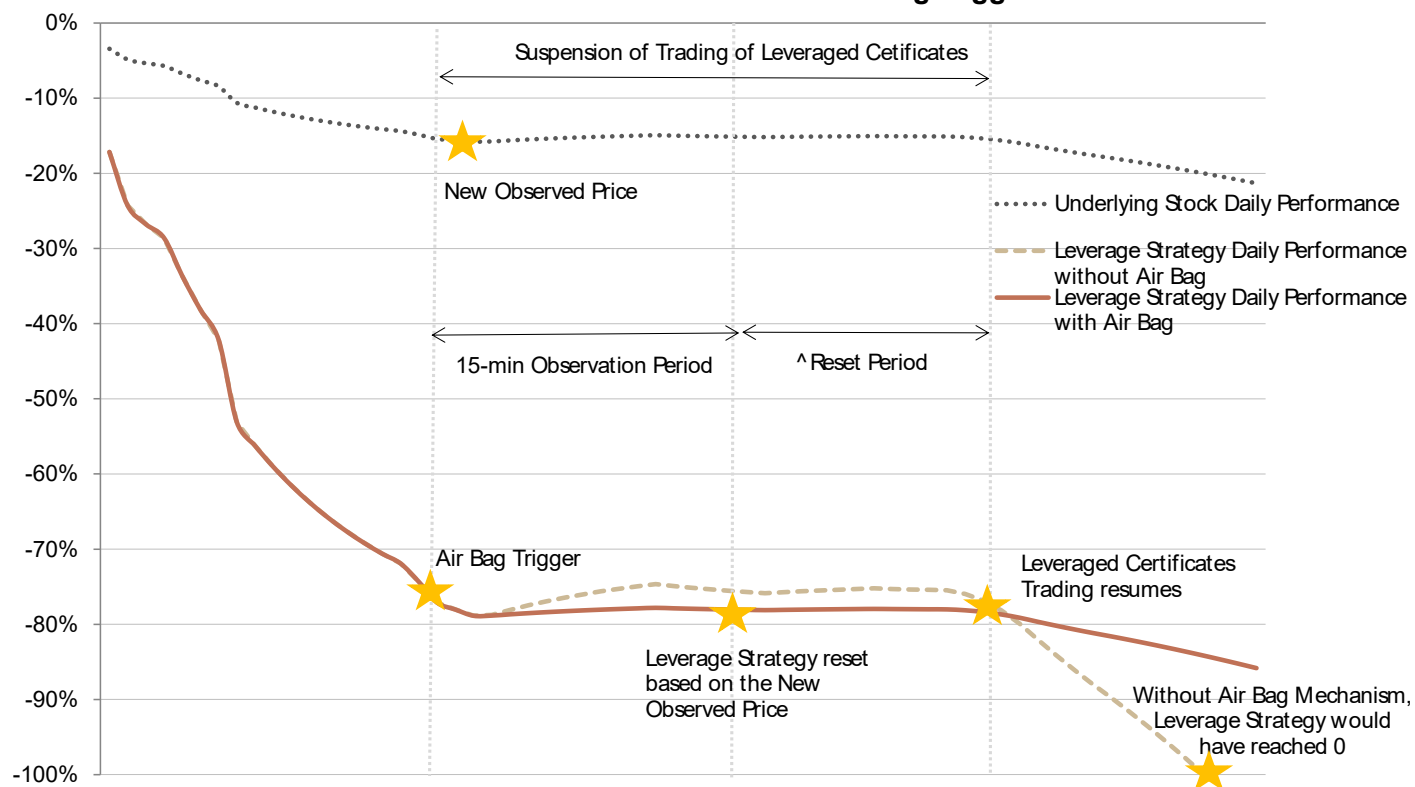 0%
-10%
-20%
-30%
-40%
-50%
-60%
-70%
-80%
-90%
-100%
Suspension of Trading of Leveraged Cetificates
New Observed Price
Underlying Stock Daily Performance
Leverage Strategy Daily Performance
without Air Bag
Leverage Strategy Daily Performance
with Air Bag
15-min Observation Period
^Reset Period
Air Bag Trigger
Leveraged Certificates
Trading resumes
Leverage Strategy reset
based on the New
Observed Price
Without Air Bag Mechanism,
Leverage Strategy would
have reached 0